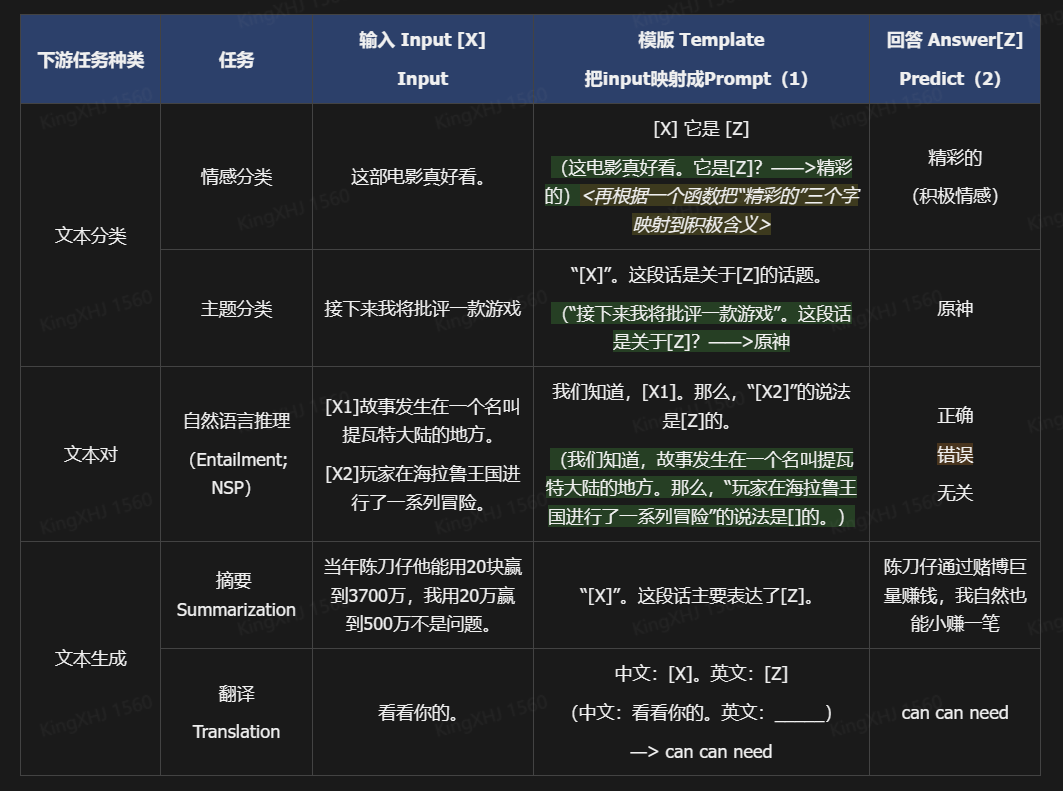 下游任务种类
任务
输入 Input [X]
Input
模版 Template
把input映射成Prompt（1）
回答 Answer[Z]
Predict（2）
文本分类
情感分类
这部电影真好看。
[X] 它是 [Z]
（这电影真好看。它是[Z]？——>精彩
的）<再根据一个函数把“精彩的”三个字
映射到积极含义>
精彩的
（积极情感）
主题分类
接下来我将批评一款游戏
“[X]”。这段话是关于[Z]的话题。
（“接下来我将批评一款游戏”。这段话
是关于[Z]？——>原神
原神
文本对
自然语言推理
（Entailment;
NSP）
[X1]故事发生在一个名叫
提瓦特大陆的地方。
[X2]玩家在海拉鲁王国进
行了一系列冒险。
我们知道，[X1]。那么，“[X2]”的说法
是[Z]的。
（我们知道，故事发生在一个名叫提瓦
特大陆的地方。那么，“玩家在海拉鲁王
国进行了一系列冒险”的说法是[]的。）
正确
错误
无关
文本生成
摘要
Summarization
当年陈刀仔他能用20块赢
到3700万，我用20万赢
到500万不是问题。
“[X]”。这段话主要表达了[Z]。
陈刀仔通过赌博巨
量赚钱，我自然也
能小赚一笔
翻译
Translation
看看你的。
中文：[X]。英文：[Z]
（中文：看看你的。英文：_____）
—> can can need
can can need
KingXHJ 1560